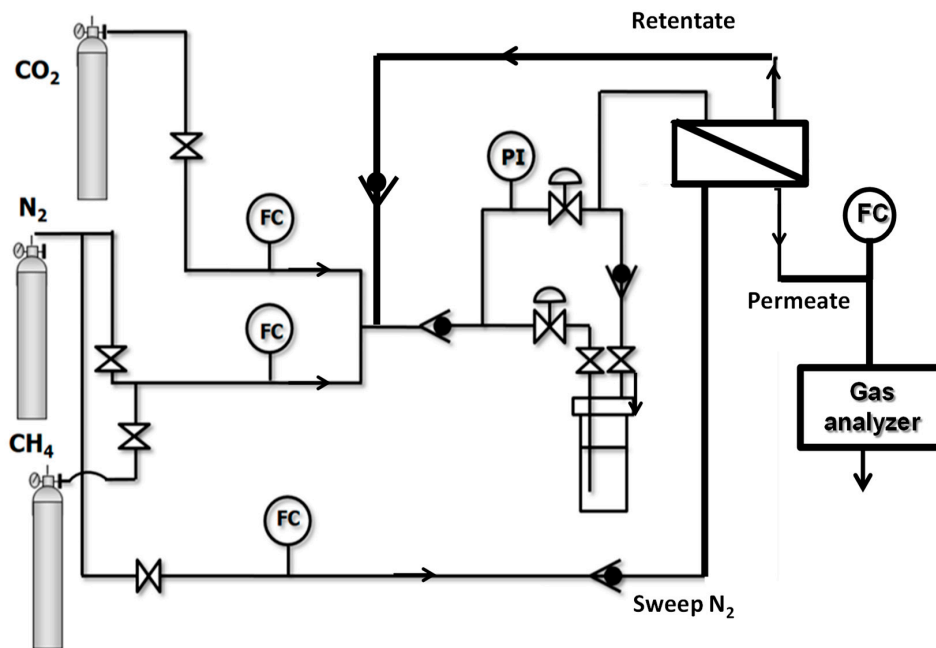 Retentate
CO₂
PI
N₂
FC
FC
FC
Permeate
Gas
analyzer
CH₄
FC
Sweep N₂